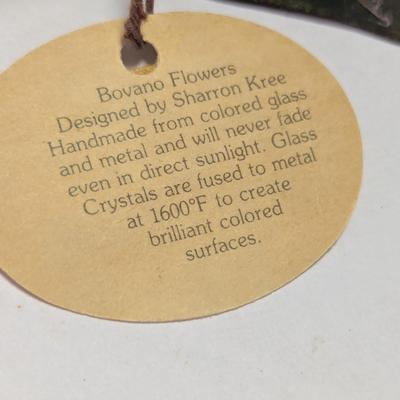 Bovano Flowers
Designed by Sharron Kree
Handmade from colored glass
and metal and will never fade
even in direct sunlight. Glass
Crystals are fused to metal
at 1600°F to create
brilliant colored
surfaces.